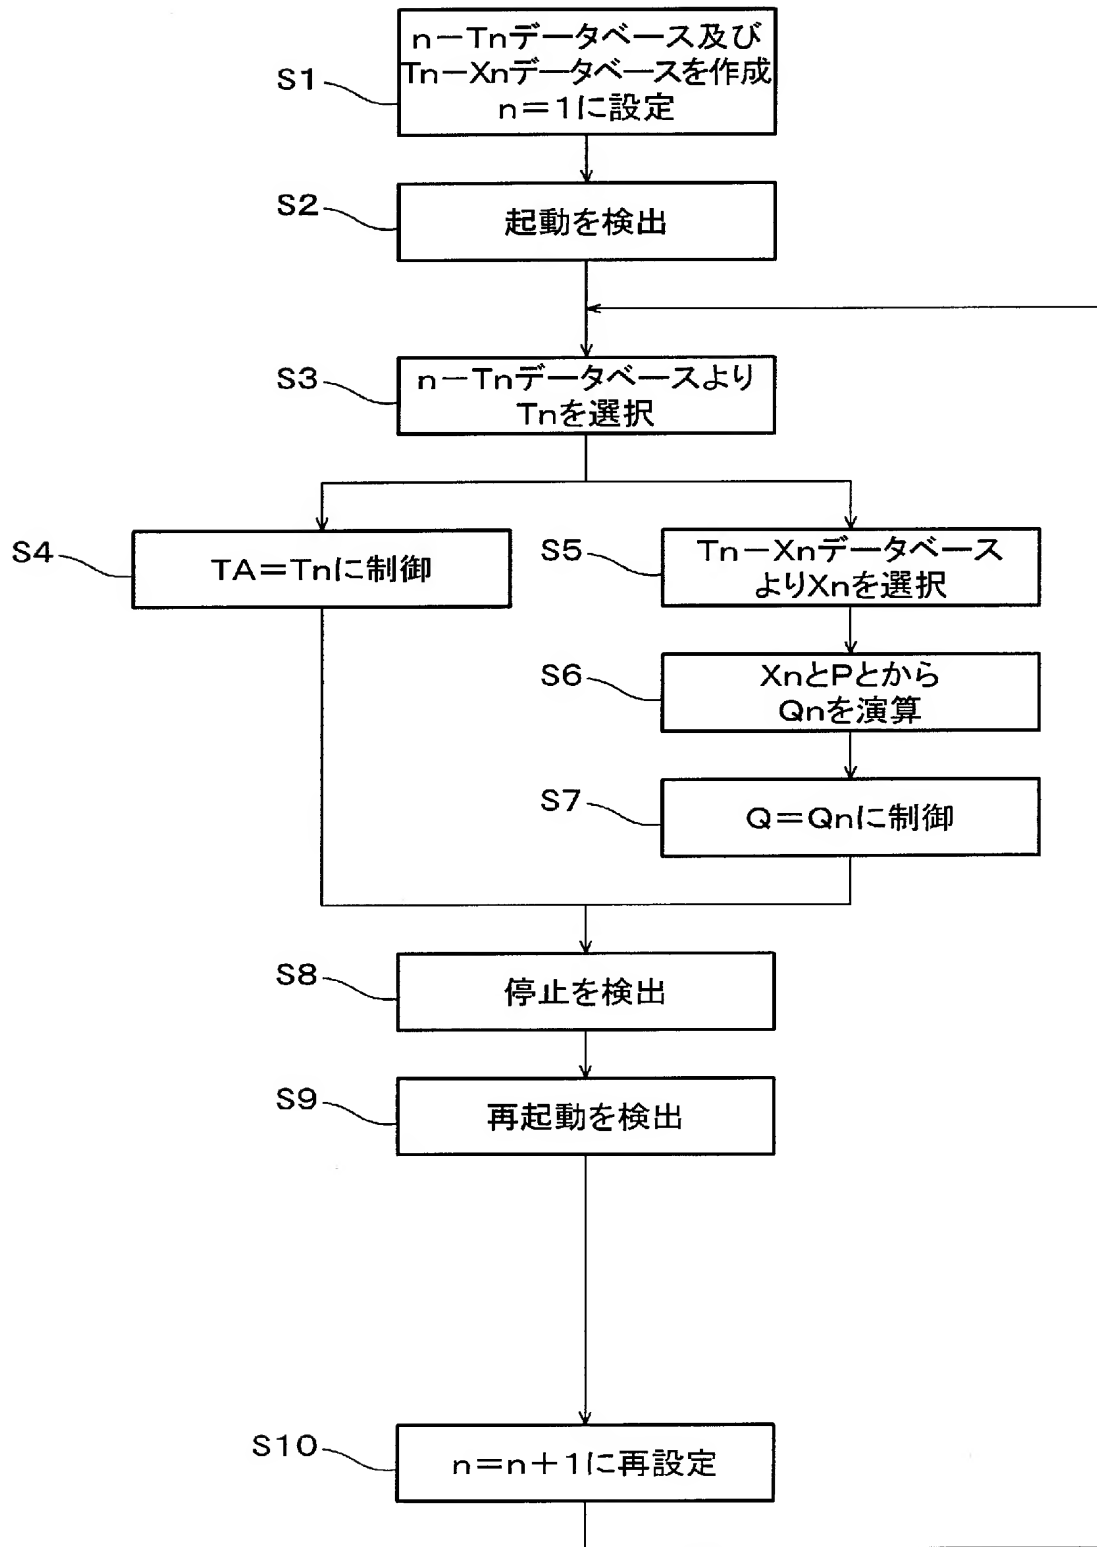 S1
n－Tnデータベース及び
Tn－Xnデータベースを作成
n＝1に設定
S2
起動を検出
S3
n－Tnデータベースより
Tnを選択
S4
TA＝Tnに制御
S5
Tn－Xnデータベース
よりXnを選択
S6
XnとPとから
Qnを演算
S7
Q＝Qnに制御
S8
停止を検出
S9
再起動を検出
S10
n＝n＋1に再設定